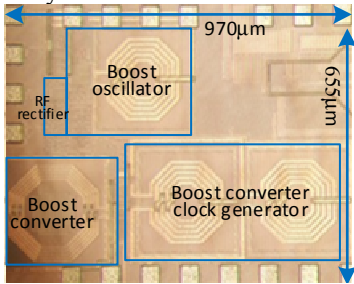 970µm
655µm
Boost
oscillator
RF
rectifier
Boost
converter
Boost converter
clock generator